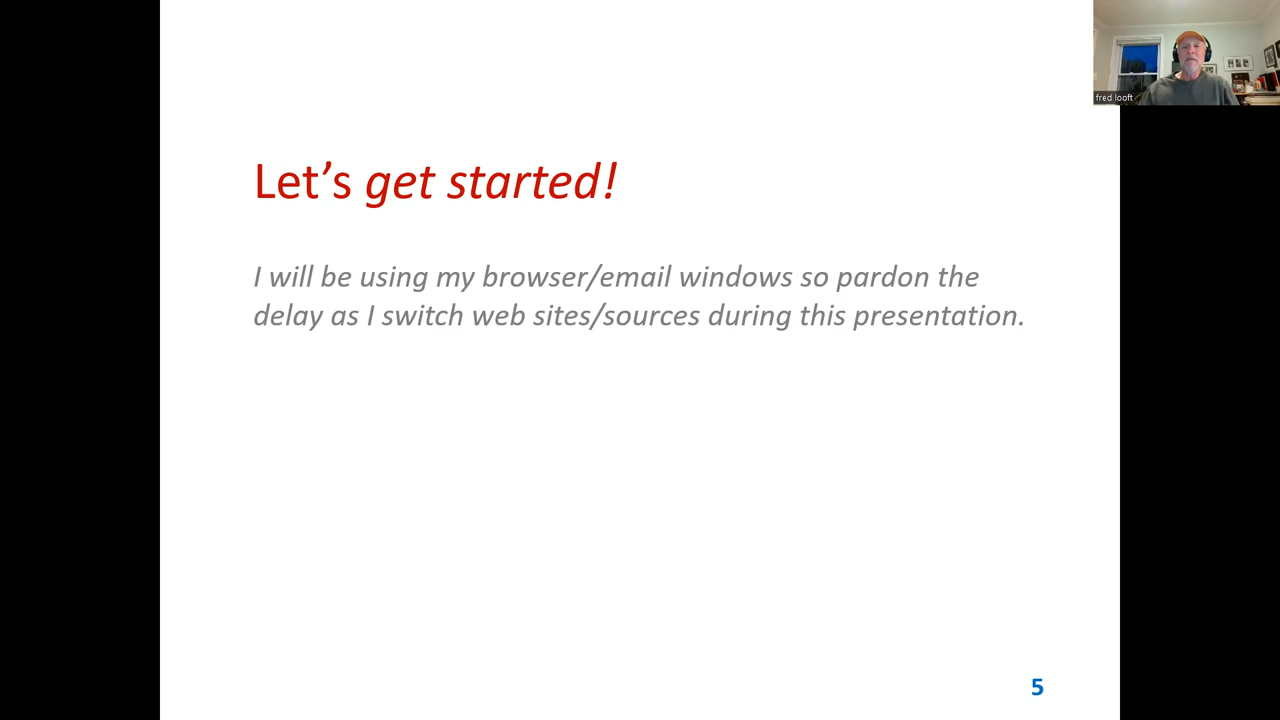 fred looft
Let's get started!
I will be using my browser/email windows so pardon the
delay as I switch web sites/sources during this presentation.
5